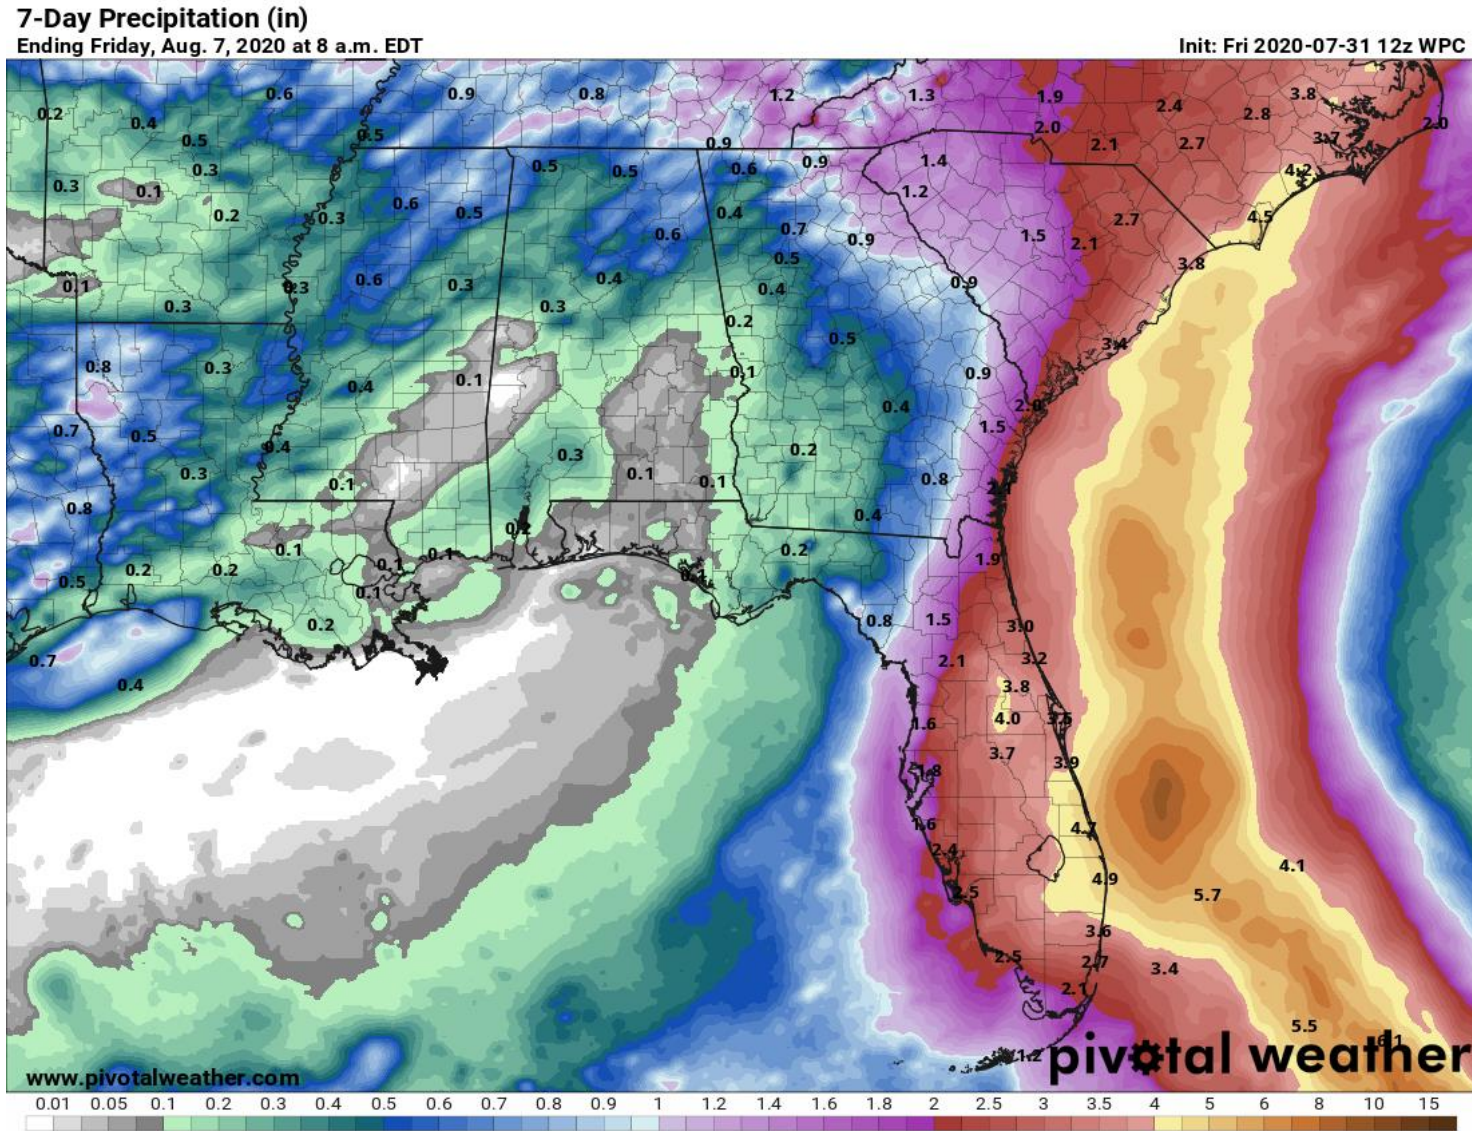 7-Day Precipitation (in)
Ending Friday, Aug. 7, 2020 at 8 a.m. EDT
Init: Fri 2020-07-31 12z WPC
0.6 0.9 0.8 1.2 1.3 1.9 2.4 2.8 3.8
0.2 0.4 0.5 0.5 0.9 2.0 2.1 2.7 3.7 2.0
0.3 0.1 0.3 0.5 0.5 0.6 0.9 1.4 4.2
0.2 0.3 0.6 0.5 0.4 1.2 2.7 4.5
0.6 0.7 0.9 1.5 2.1
0.1 0.3 0.3 0.6 0.3 0.3 0.4 0.5 0.4 0.9 3.8
0.2 0.5 3.4
0.8 0.3 0.4 0.1 0.1 0.9
0.7 0.5 0.4 0.3 0.4 1.5 2.0
0.3 0.1 0.1 0.1 0.2 0.8
0.8 0.2 0.4
0.5 0.2 0.2 0.1 0.1 0.1 0.2 1.9
0.1 0.1
0.2 0.8 1.5 3.0
0.7 0.4 2.1 3.2
3.8
1.6 4.0 3.5
3.7 3.9
1.8
1.6 4.7
2.4 4.1
2.5 4.9 5.7
3.6
2.5 2.7 3.4
2.1
5.5
1.2
pivotal weather
www.pivotalweather.com
0.01 0.05 0.1 0.2 0.3 0.4 0.5 0.6 0.7 0.8 0.9 1 1.2 1.4 1.6 1.8 2 2.5 3 3.5 4 5 6 8 10 15